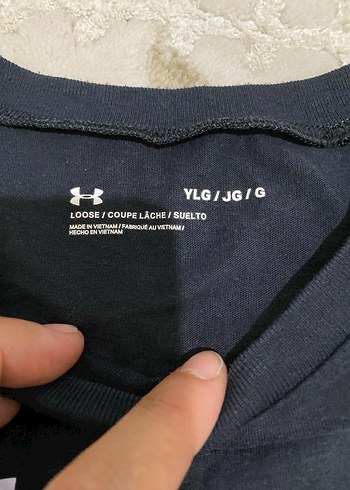 YLG / JG / G
LOOSE / COUPE LÂCHE / SUELTO
MADE IN VIETNAM / FABRIQUÉ AU VIETNAM /
HECHO EN VIETNAM